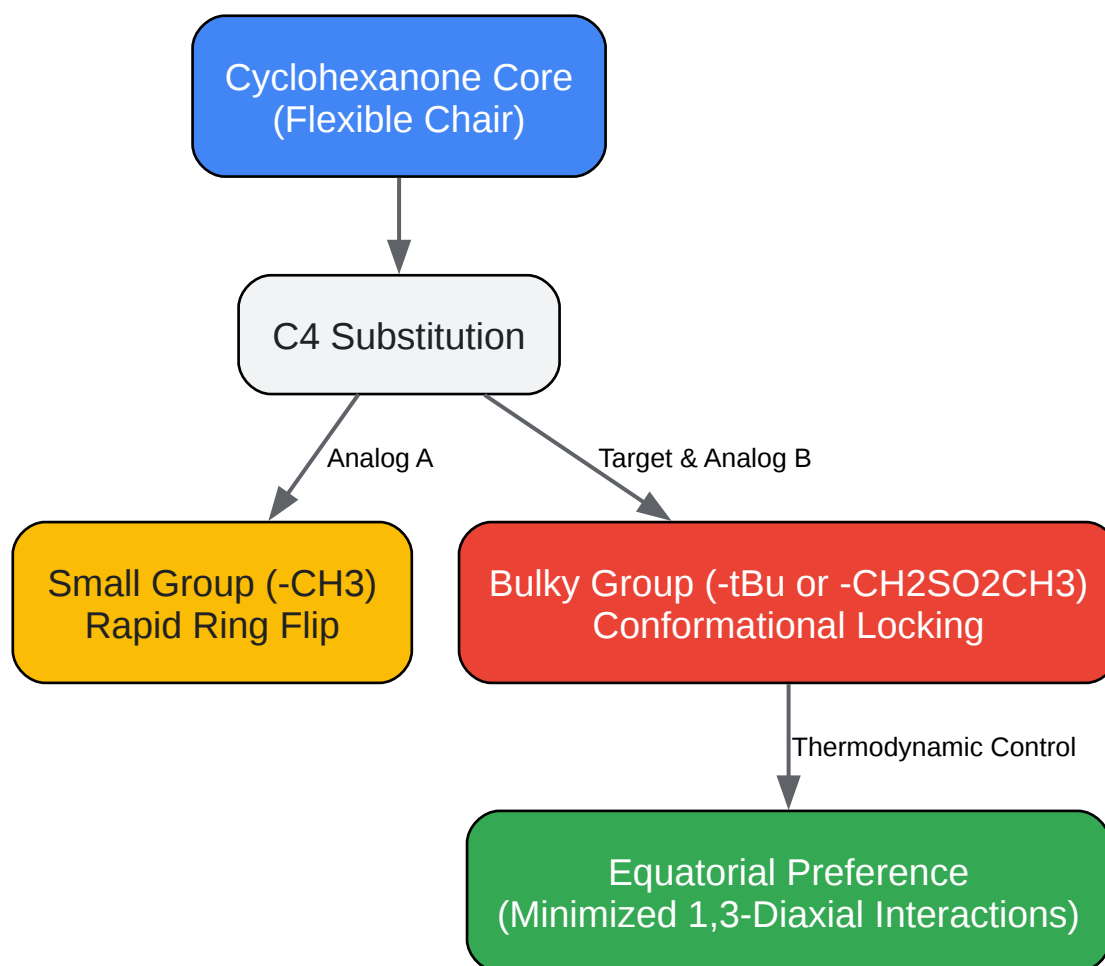 Cyclohexanone Core
(Flexible Chair)
C4 Substitution
Analog A
Target & Analog B
Small Group (-CH3)
Rapid Ring Flip
Bulky Group (-tBu or -CH2SO2CH3)
Conformational Locking
Thermodynamic Control
Equatorial Preference
(Minimized 1,3-Diaxial Interactions)